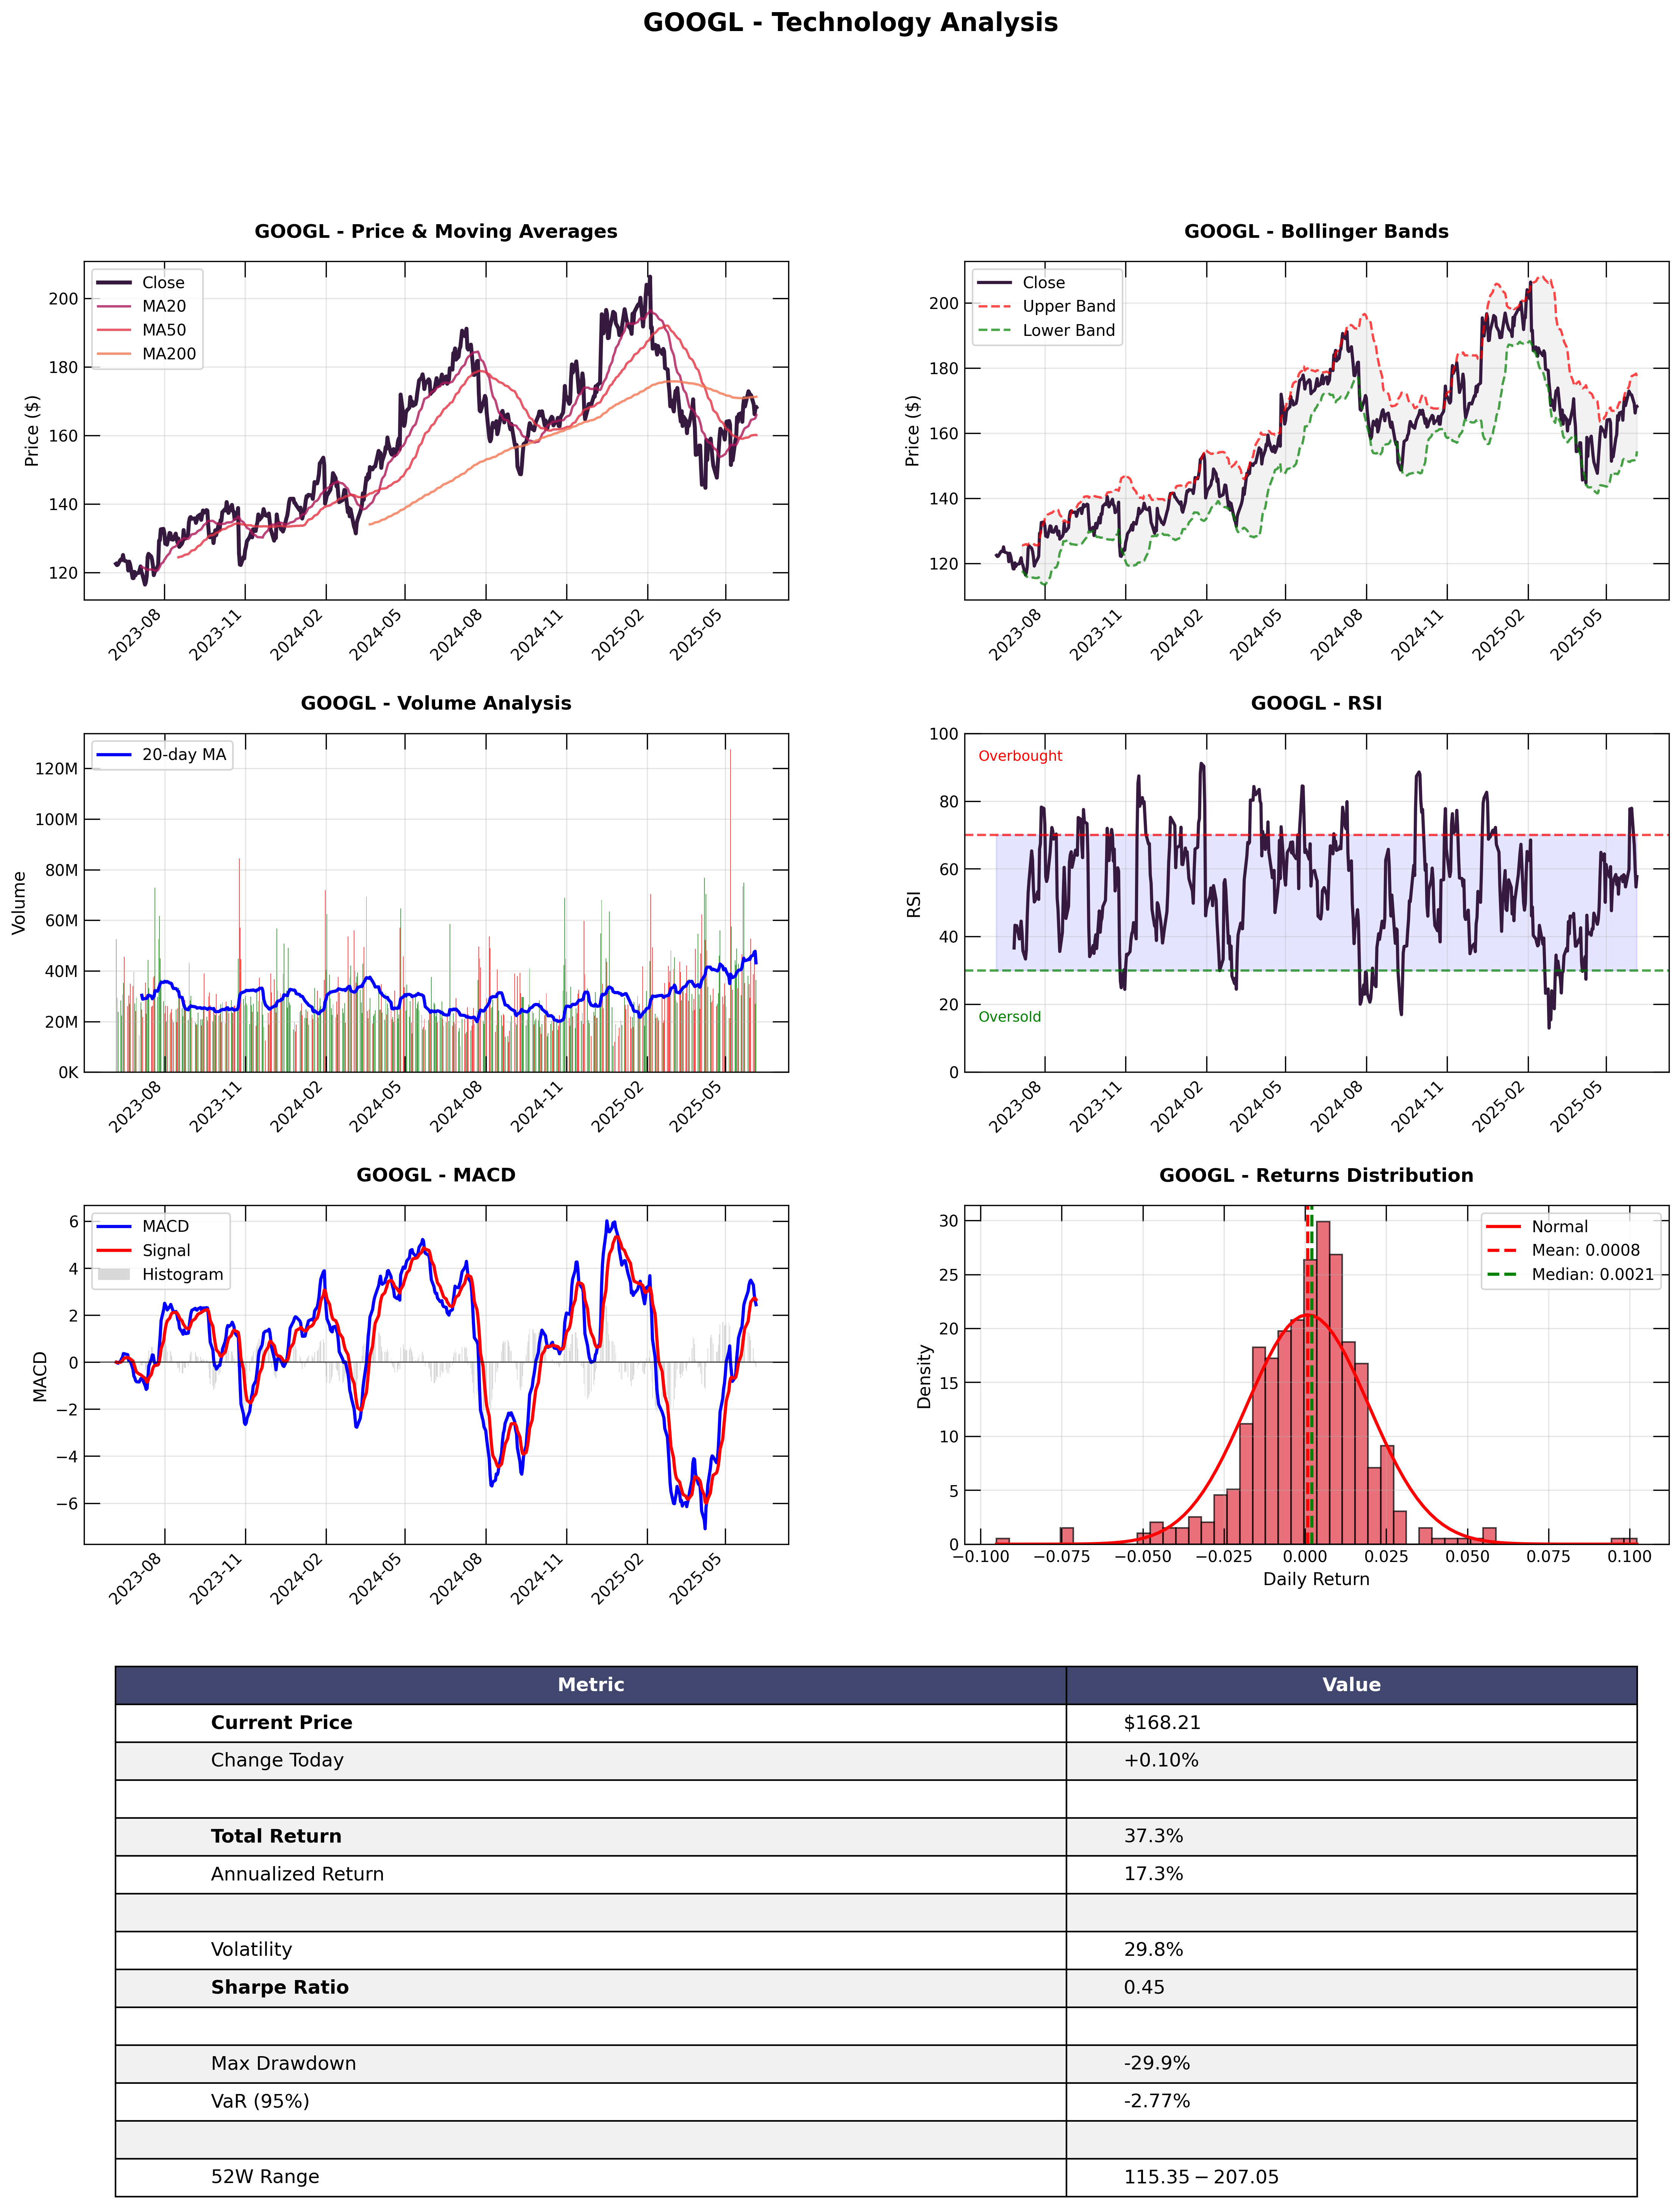 GOOGL - Technology Analysis
GOOGL - Price & Moving Averages
Close
MA20
MA50
MA200
Price ($)
200
180
160
140
120
2023-08
2023-11
2024-02
2024-05
2024-08
2024-11
2025-02
2025-05
GOOGL - Bollinger Bands
Close
Upper Band
Lower Band
Price ($)
200
180
160
140
120
2023-08
2023-11
2024-02
2024-05
2024-08
2024-11
2025-02
2025-05
GOOGL - Volume Analysis
20-day MA
Volume
120M
100M
80M
60M
40M
20M
0K
2023-08
2023-11
2024-02
2024-05
2024-08
2024-11
2025-02
2025-05
GOOGL - RSI
Overbought
Oversold
RSI
100
80
60
40
20
0
2023-08
2023-11
2024-02
2024-05
2024-08
2024-11
2025-02
2025-05
GOOGL - MACD
MACD
Signal
Histogram
MACD
6
4
2
0
−2
−4
−6
2023-08
2023-11
2024-02
2024-05
2024-08
2024-11
2025-02
2025-05
GOOGL - Returns Distribution
Normal
Mean: 0.0008
Median: 0.0021
Density
30
25
20
15
10
5
0
−0.100 −0.075 −0.050 −0.025 0.000 0.025 0.050 0.075 0.100
Daily Return
Metric Value
Current Price $168.21
Change Today +0.10%
Total Return 37.3%
Annualized Return 17.3%
Volatility 29.8%
Sharpe Ratio 0.45
Max Drawdown -29.9%
VaR (95%) -2.77%
52W Range 115.35 − 207.05